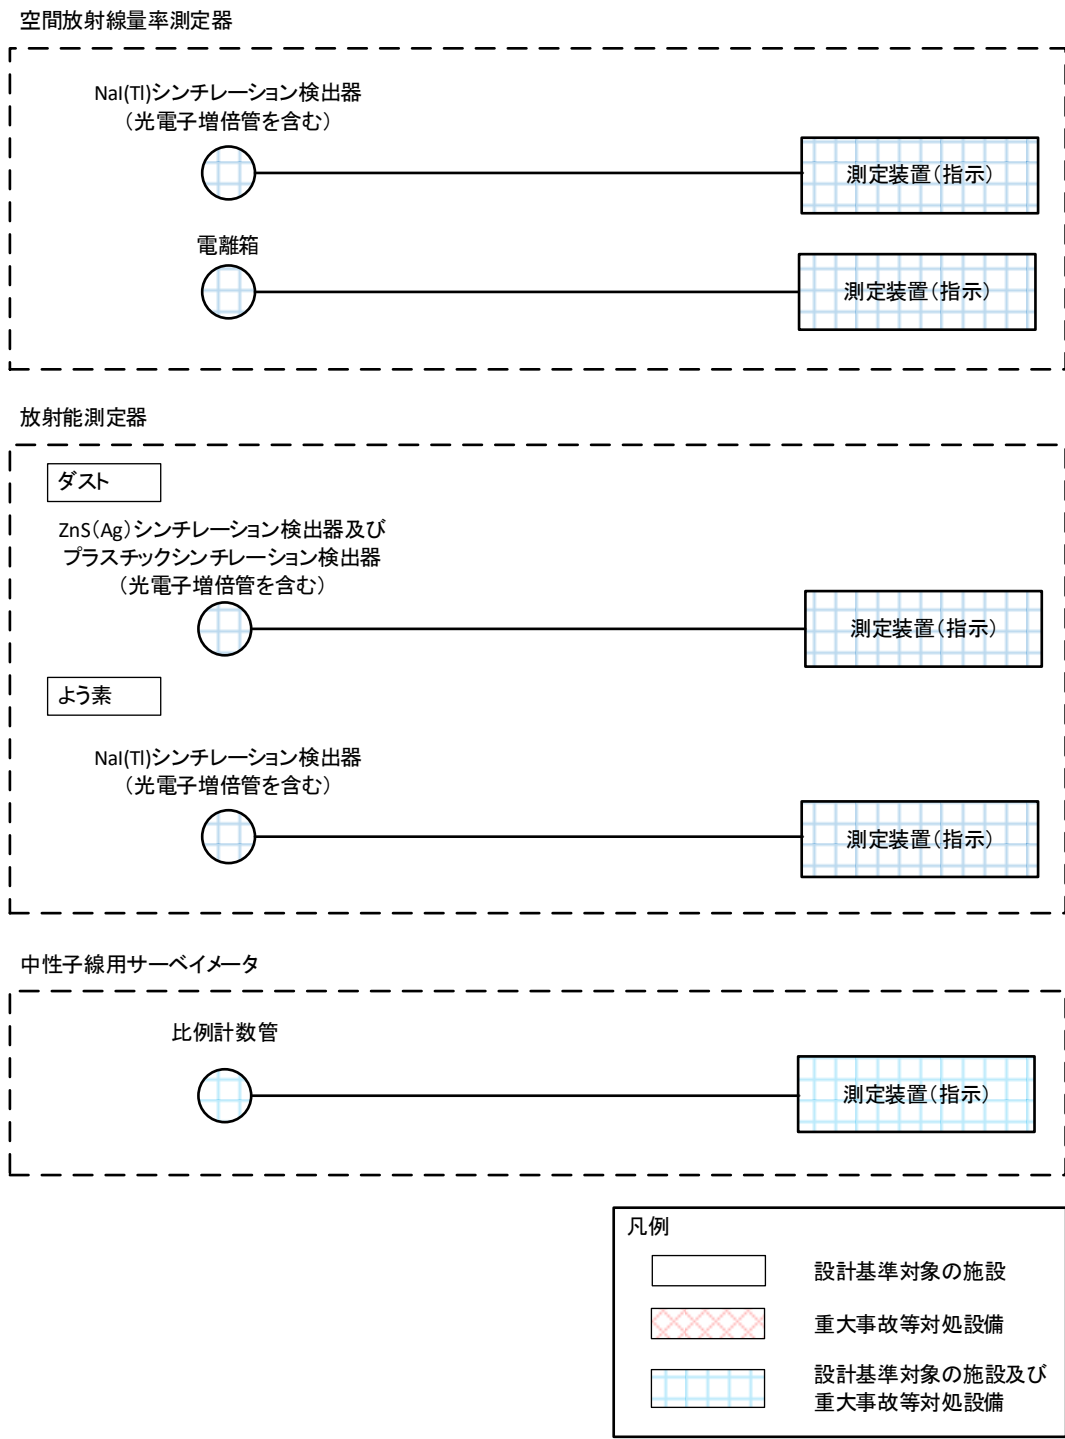 空間放射線量率測定器
NaI(Tl)シンチレーション検出器
（光電子増倍管を含む）
測定装置（指示）
電離箱
測定装置（指示）
放射能測定器
ダスト
ZnS（Ag）シンチレーション検出器及び
プラスチックシンチレーション検出器
（光電子増倍管を含む）
測定装置（指示）
よう素
NaI(Tl)シンチレーション検出器
（光電子増倍管を含む）
測定装置（指示）
中性子線用サーベイメータ
比例計数管
測定装置（指示）
凡例
設計基準対象の施設
重大事故等対処設備
設計基準対象の施設及び
重大事故等対処設備